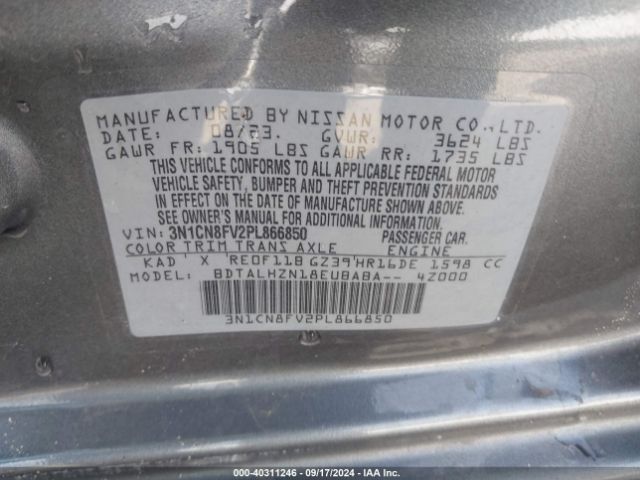 MANUFACTURED BY NISSAN MOTOR CO., LTD.
DATE: 08/23. GVWR: 3624 LBS
GAWR FR: 1905 LBS GAWR RR: 1735 LBS
THIS VEHICLE CONFORMS TO ALL APPLICABLE FEDERAL MOTOR
VEHICLE SAFETY, BUMPER AND THEFT PREVENTION STANDARDS
IN EFFECT ON THE DATE OF MANUFACTURE SHOWN ABOVE.
SEE OWNER'S MANUAL FOR ADDITIONAL INFORMATION.
VIN: 3N1CN8FV2PL866850 PASSENGER CAR.
COLOR TRIM TRANS AXLE ENGINE
KAD ' X 'RE0F11B GZ39'HR16DE 1598 CC
MODEL: BDTALHZN18EUBABA-- 4Z000
3N1CN8FV2PL866850
000-40311246 - 09/17/2024 - IAA Inc.